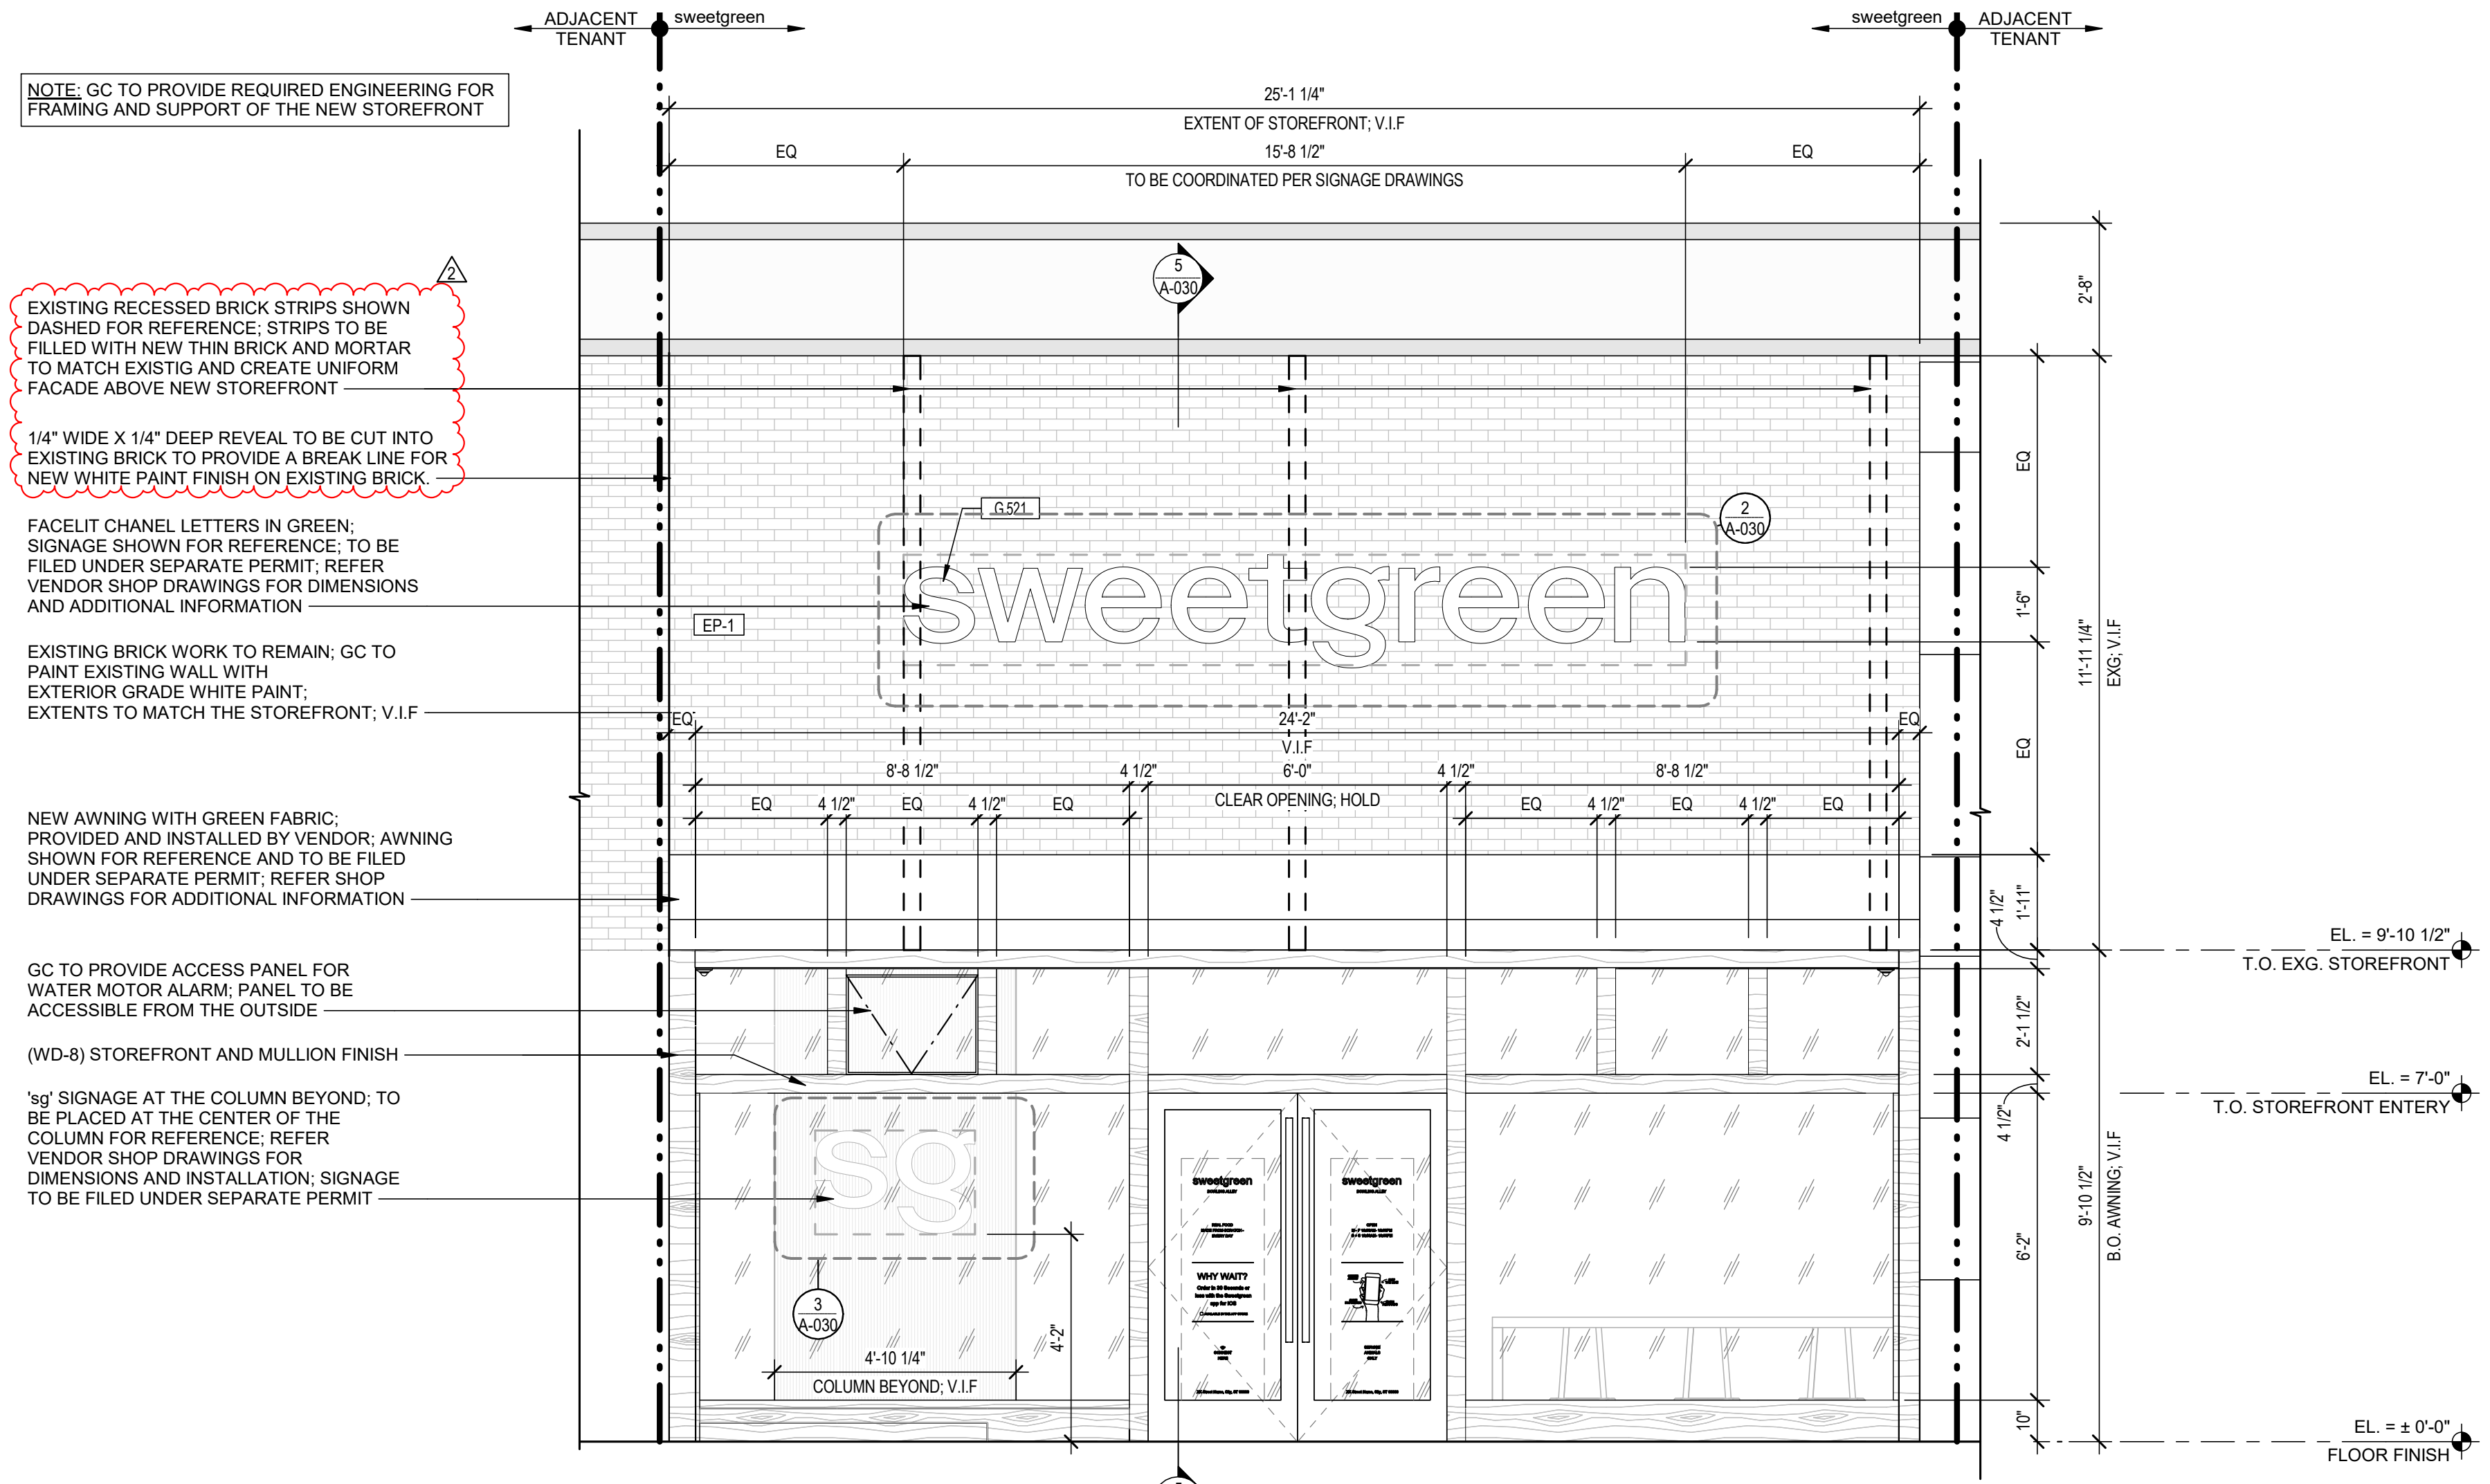 ADJACENT
TENANT
sweetgreen
sweetgreen
ADJACENT
TENANT
NOTE: GC TO PROVIDE REQUIRED ENGINEERING FOR
FRAMING AND SUPPORT OF THE NEW STOREFRONT
25'-1 1/4"
EXTENT OF STOREFRONT; V.I.F
EQ
15'-8 1/2"
EQ
TO BE COORDINATED PER SIGNAGE DRAWINGS
2
5
A-030
2'-8"
EXISTING RECESSED BRICK STRIPS SHOWN
DASHED FOR REFERENCE; STRIPS TO BE
FILLED WITH NEW THIN BRICK AND MORTAR
TO MATCH EXISTIG AND CREATE UNIFORM
FACADE ABOVE NEW STOREFRONT
1/4" WIDE X 1/4" DEEP REVEAL TO BE CUT INTO
EXISTING BRICK TO PROVIDE A BREAK LINE FOR
NEW WHITE PAINT FINISH ON EXISTING BRICK.
FACELIT CHANEL LETTERS IN GREEN;
SIGNAGE SHOWN FOR REFERENCE; TO BE
FILED UNDER SEPARATE PERMIT; REFER
VENDOR SHOP DRAWINGS FOR DIMENSIONS
AND ADDITIONAL INFORMATION
EXISTING BRICK WORK TO REMAIN; GC TO
PAINT EXISTING WALL WITH
EXTERIOR GRADE WHITE PAINT;
EXTENTS TO MATCH THE STOREFRONT; V.I.F
NEW AWNING WITH GREEN FABRIC;
PROVIDED AND INSTALLED BY VENDOR; AWNING
SHOWN FOR REFERENCE AND TO BE FILED
UNDER SEPARATE PERMIT; REFER SHOP
DRAWINGS FOR ADDITIONAL INFORMATION
GC TO PROVIDE ACCESS PANEL FOR
WATER MOTOR ALARM; PANEL TO BE
ACCESSIBLE FROM THE OUTSIDE
(WD-8) STOREFRONT AND MULLION FINISH
'sg' SIGNAGE AT THE COLUMN BEYOND; TO
BE PLACED AT THE CENTER OF THE
COLUMN FOR REFERENCE; REFER
VENDOR SHOP DRAWINGS FOR
DIMENSIONS AND INSTALLATION; SIGNAGE
TO BE FILED UNDER SEPARATE PERMIT
G.521
2
A-030
sweetgreen
EP-1
EQ
1'-6"
EQ
11'-11 1/4"
EXG; V.I.F
EQ
24'-2"
EQ
V.I.F
8'-8 1/2"
4 1/2"
6'-0"
4 1/2"
8'-8 1/2"
CLEAR OPENING; HOLD
EQ
4 1/2"
EQ
4 1/2"
EQ
EQ
4 1/2"
EQ
4 1/2"
EQ
4 1/2"
1'-11"
EL. = 9'-10 1/2"
T.O. EXG. STOREFRONT
2'-1 1/2"
EL. = 7'-0"
T.O. STOREFRONT ENTERY
4 1/2"
9'-10 1/2"
B.O. AWNING; V.I.F
6'-2"
10"
EL. = ± 0'-0"
FLOOR FINISH
sg
3
A-030
4'-2"
4'-10 1/4"
COLUMN BEYOND; V.I.F
sweetgreen
WHY WAIT?
Order in 30 Seconds or
less with the Sweetgreen
app for iOS
sweetgreen